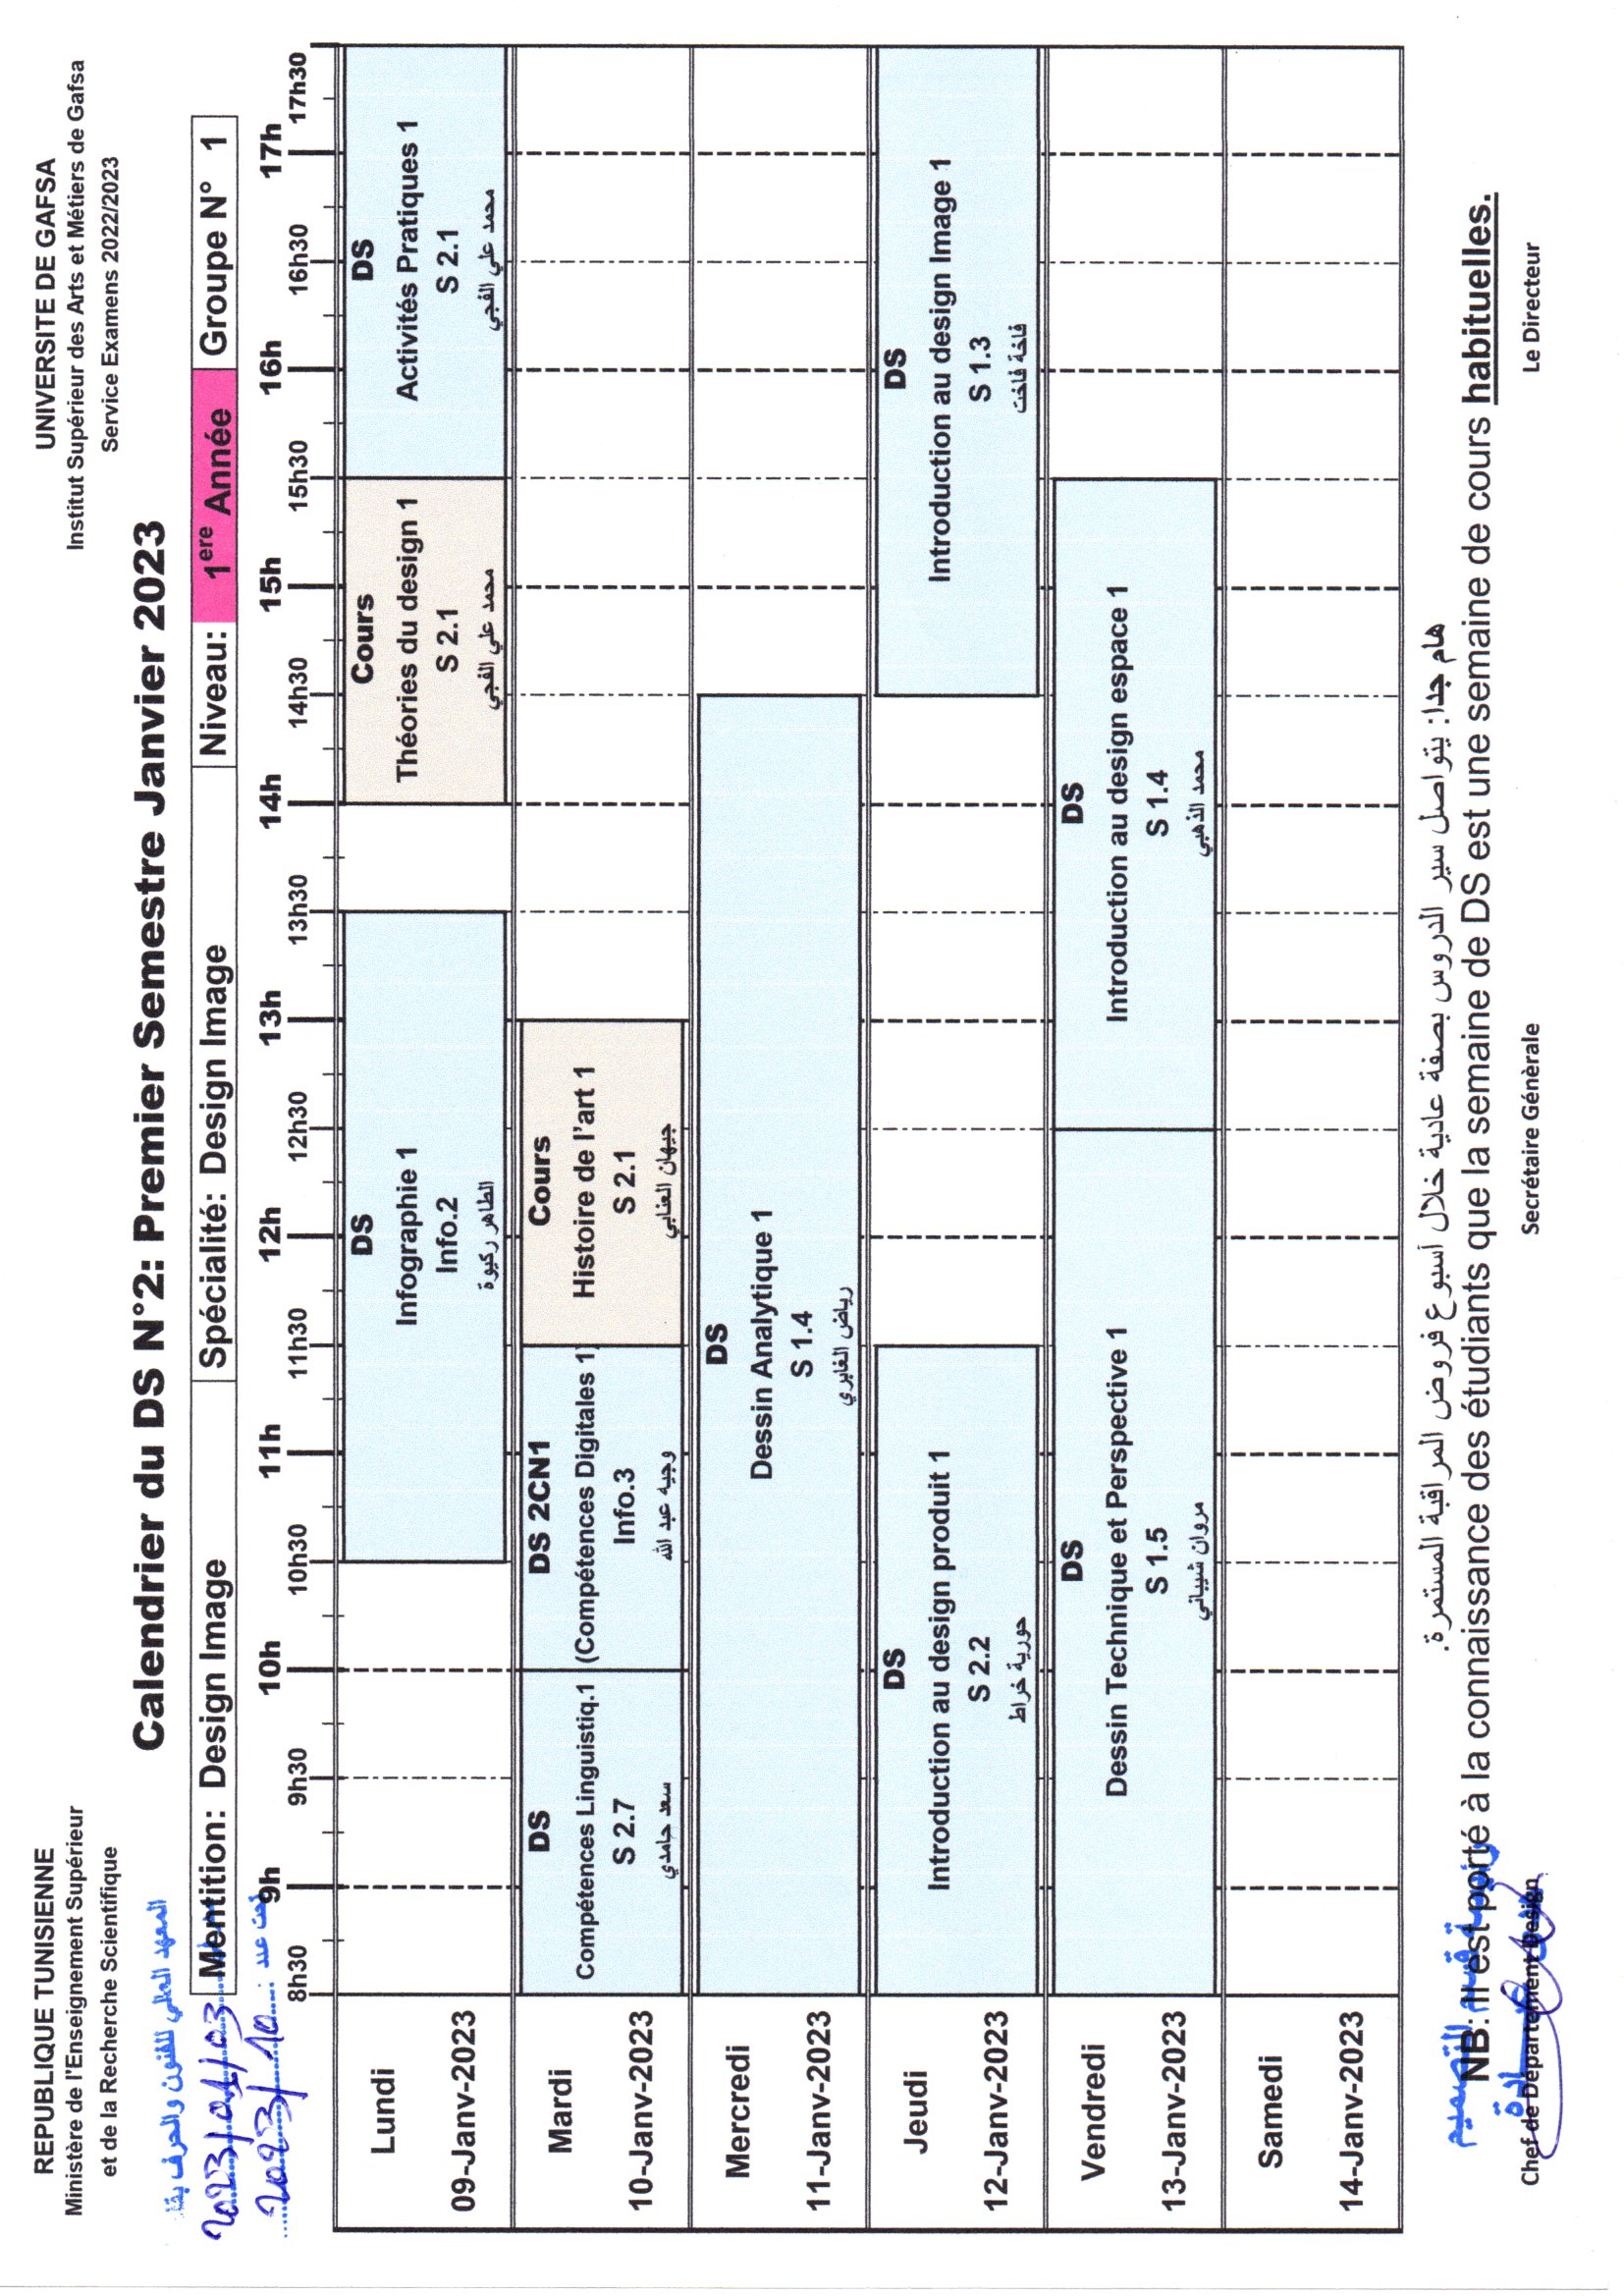 REPUBLIQUE TUNISIENNE
Ministère de l'Enseignement Supérieur
et de la Recherche Scientifique
UNIVERSITE DE GAFSA
Institut Supérieur des Arts et Métiers de Gafsa
Service Examens 2022/2023
Calendrier du DS N°2: Premier Semestre Janvier 2023
المعهد العالي للفنون والحرف بقفـ
2023/01/03
تحت عدد : 2023/10
Mentition: Design Image Spécialité: Design Image Niveau: 1ere Année Groupe N° 1
9h 10h 11h 12h 13h 14h 15h 16h 17h
8h30 9h30 10h30 11h30 12h30 13h30 14h30 15h30 16h30 17h30
Lundi
09-Janv-2023
DS
Infographie 1
Info.2
الطاهر ركيوة
Cours
Théories du design 1
S 2.1
محمد علي الفجي
DS
Activités Pratiques 1
S 2.1
محمد علي الفجي
Mardi
10-Janv-2023
DS
Compétences Linguistiq.1
S 2.7
سعد حامدي
DS 2CN1
(Compétences Digitales 1)
Info.3
وجيه عبد الله
Cours
Histoire de l'art 1
S 2.1
جيهان العنابي
Mercredi
11-Janv-2023
DS
Dessin Analytique 1
S 1.4
رياض الغابري
Jeudi
12-Janv-2023
DS
Introduction au design produit 1
S 2.2
حورية خراط
DS
Introduction au design Image 1
S 1.3
فاخة فاخت
Vendredi
13-Janv-2023
DS
Dessin Technique et Perspective 1
S 1.5
مروان شيباني
DS
Introduction au design espace 1
S 1.4
محمد الذهبي
Samedi
14-Janv-2023
هام جدا: يتواصل سير الدروس بصفة عادية خلال أسبوع فروض المراقبة المستمرة.
NB: Il est porté à la connaissance des étudiants que la semaine de DS est une semaine de cours habituelles.
رئيسة قسم التصميم
Chef de Département Design
Secrétaire Génèrale
Le Directeur